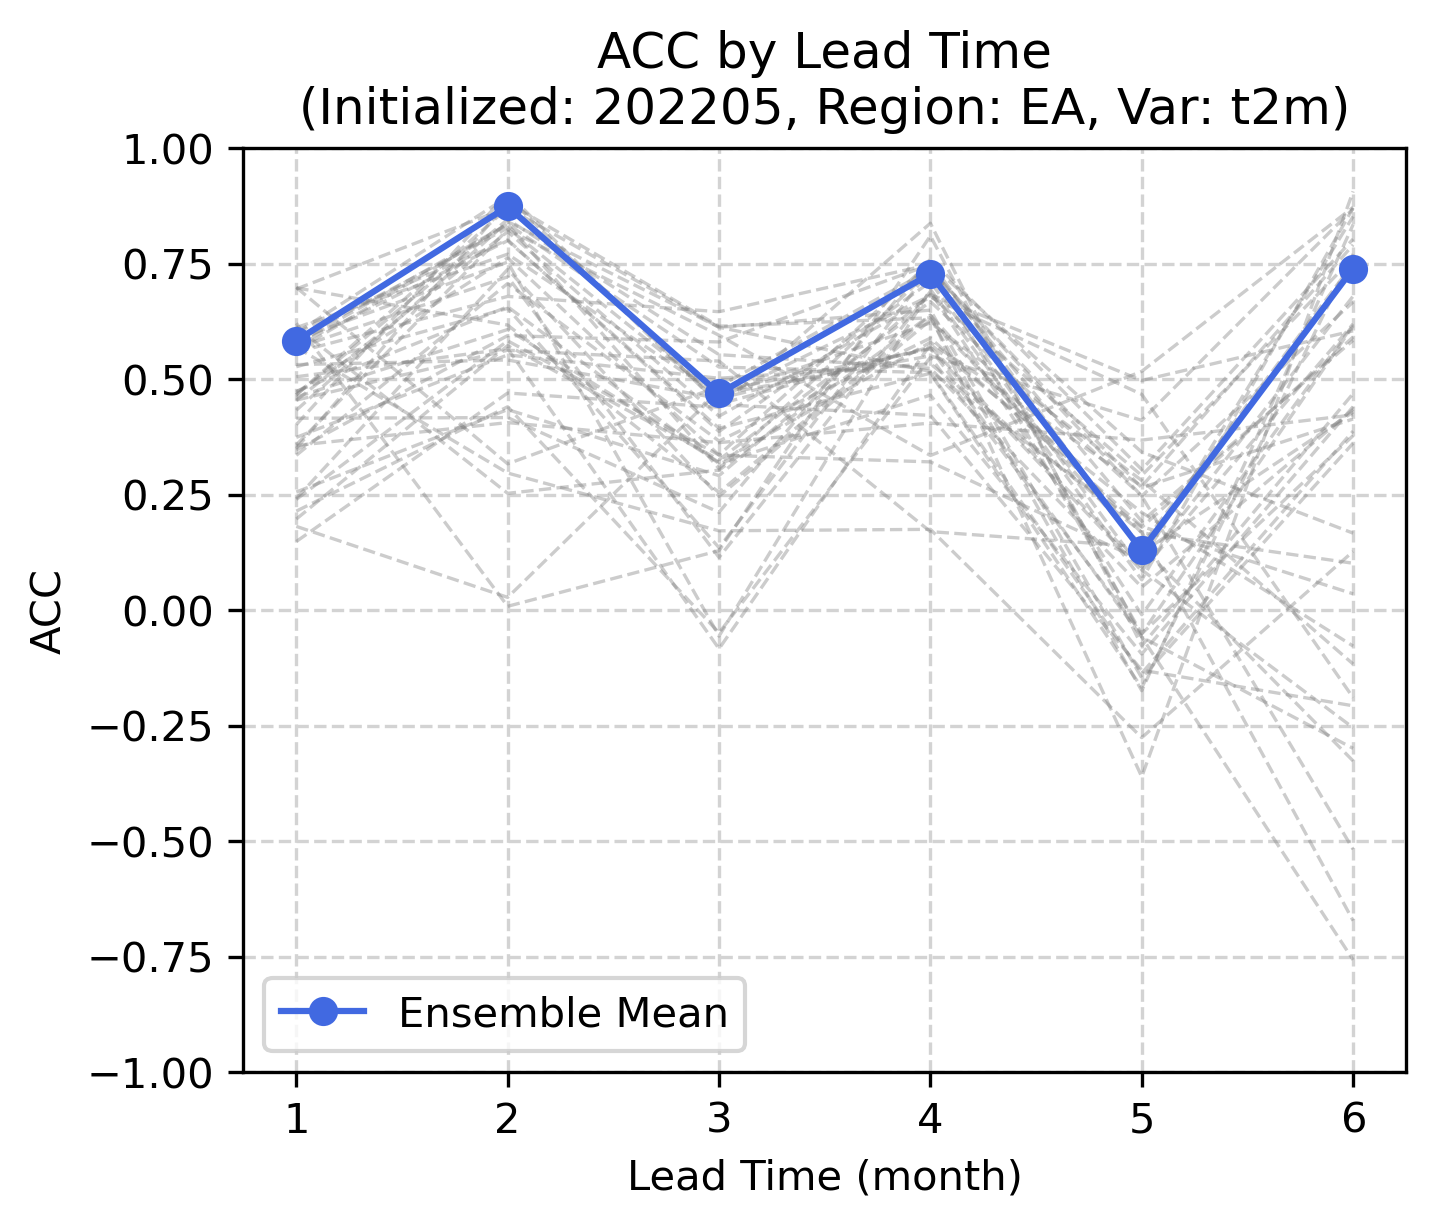 ACC by Lead Time
(Initialized: 202205, Region: EA, Var: t2m)
1.00
0.75
0.50
0.25
0.00
−0.25
−0.50
−0.75
−1.00
ACC
Ensemble Mean
1 2 3 4 5 6
Lead Time (month)